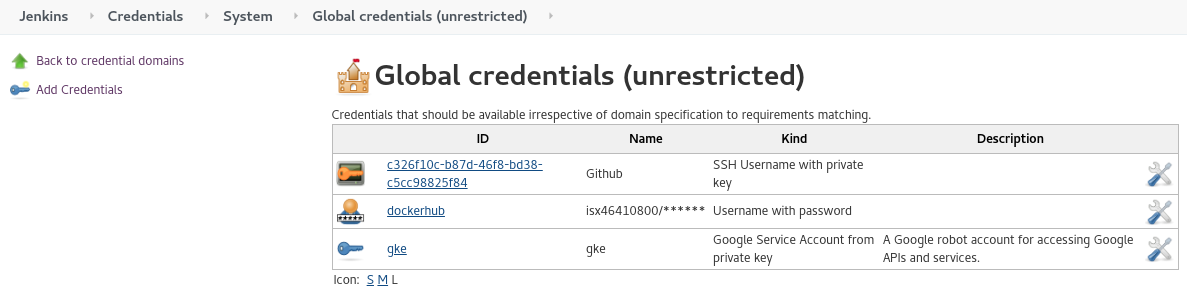 Jenkins Credentials System Global credentials (unrestricted)
Back to credential domains
Add Credentials
Global credentials (unrestricted)
Credentials that should be available irrespective of domain specification to requirements matching.
ID Name Kind Description
c326f10c-b87d-46f8-bd38-
c5cc98825f84
Github
SSH Username with private
key
dockerhub isx46410800/****** Username with password
gke gke
Google Service Account from
private key
A Google robot account for accessing Google
APIs and services.
Icon: S M L